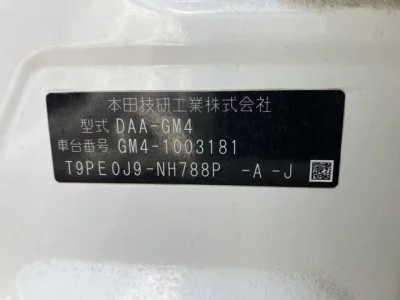 本田技研工業株式会社
型式 DAA-GM4
車台番号 GM4-1003181
T9PE0J9-NH788P -A -J